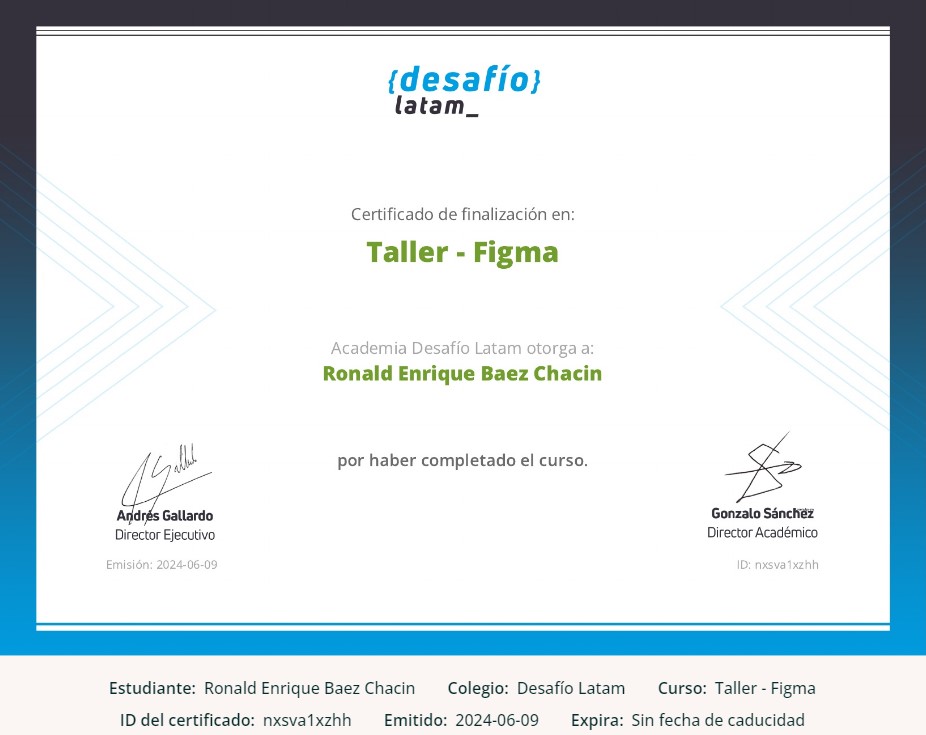 {desafío}
latam_
Certificado de finalización en:
Taller - Figma
Academia Desafío Latam otorga a:
Ronald Enrique Baez Chacin
por haber completado el curso.
Andrés Gallardo
Director Ejecutivo
Emisión: 2024-06-09
Gonzalo Sánchez
Director Académico
ID: nxsva1xzhh
Estudiante: Ronald Enrique Baez Chacin Colegio: Desafío Latam Curso: Taller - Figma
ID del certificado: nxsva1xzhh Emitido: 2024-06-09 Expira: Sin fecha de caducidad